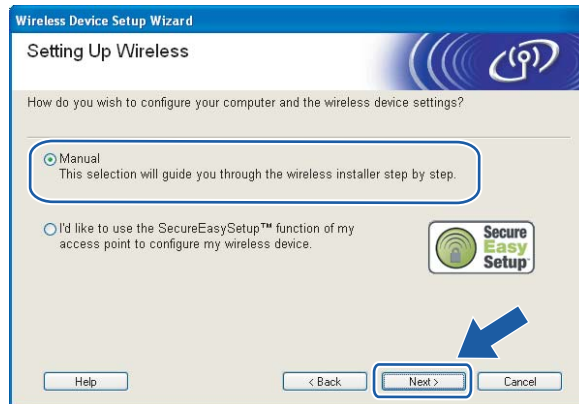 Wireless Device Setup Wizard
Setting Up Wireless
How do you wish to configure your computer and the wireless device settings?
Manual
This selection will guide you through the wireless installer step by step.
I'd like to use the SecureEasySetup™ function of my
access point to configure my wireless device.
Secure
Easy
Setup™
Help
< Back
Next >
Cancel